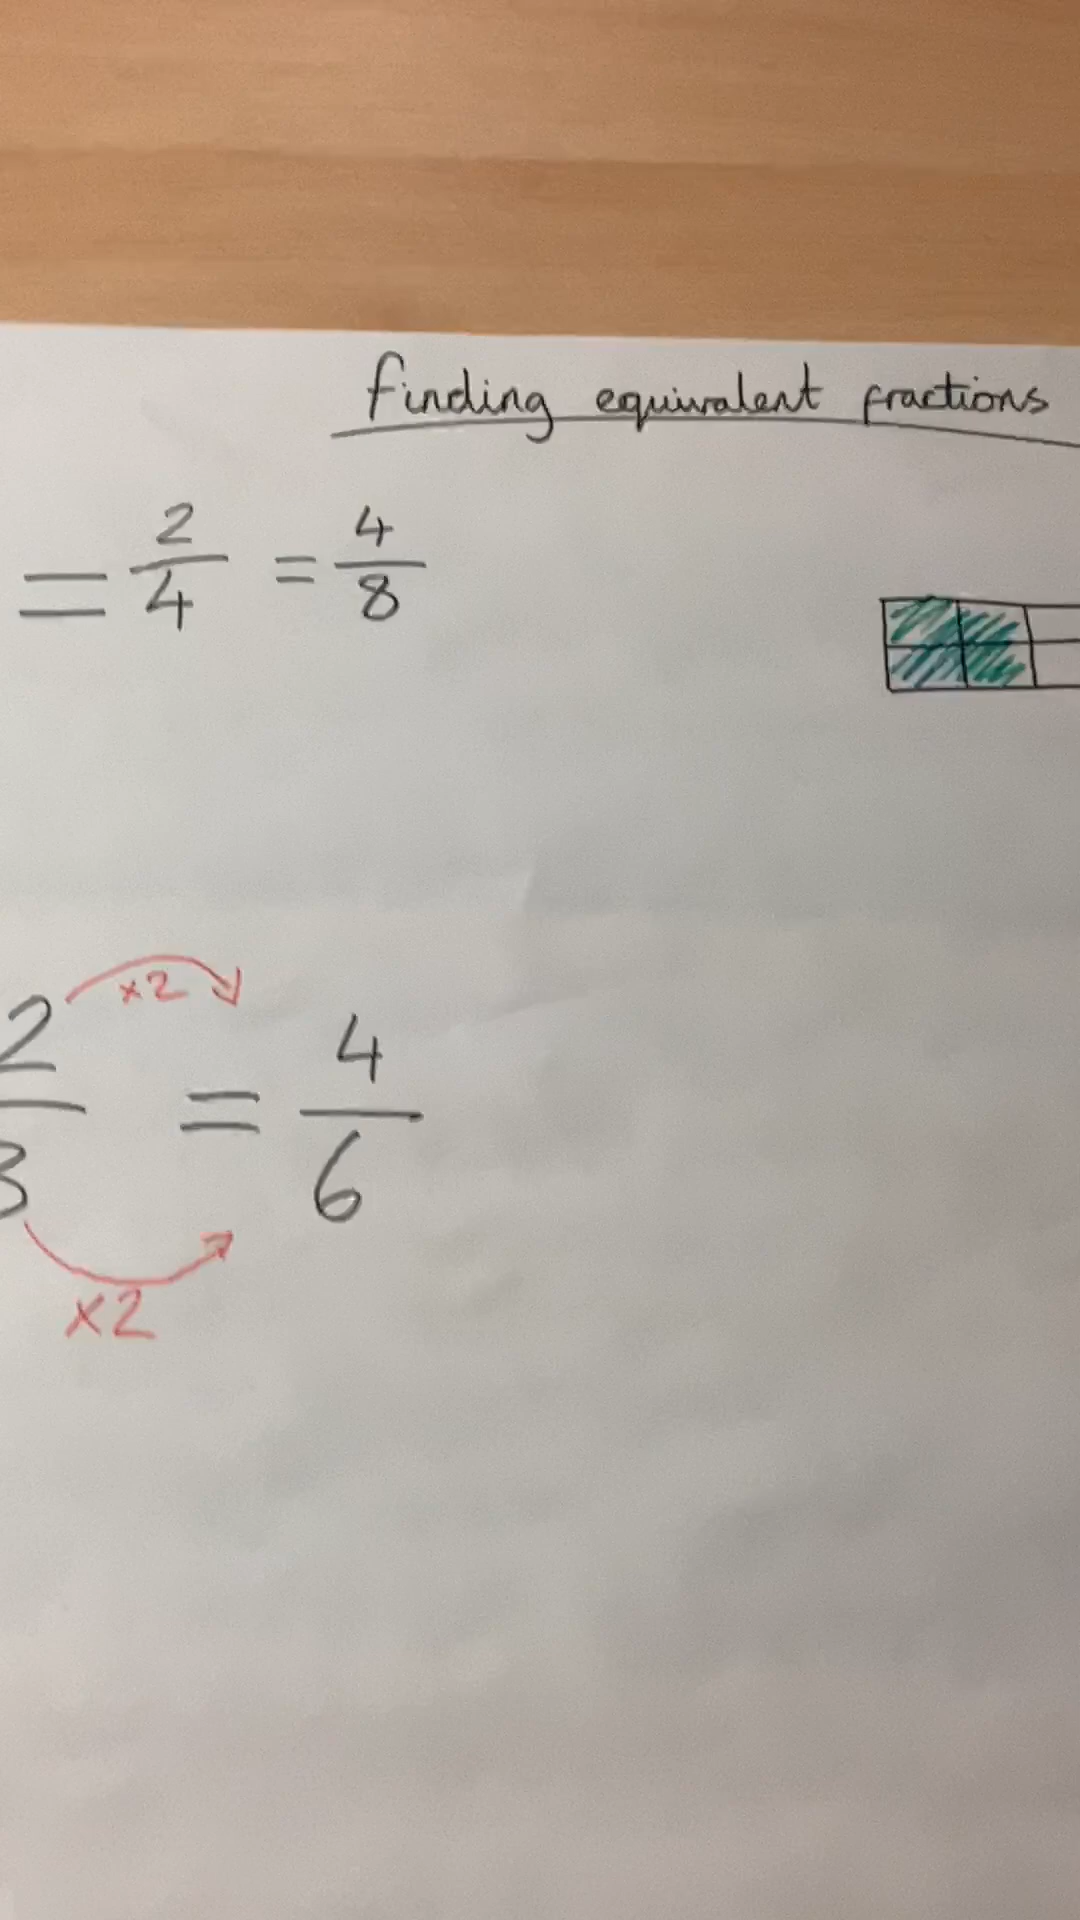 finding equivalent fractions
= 2/4 = 4/8
×2
2/3 = 4/6
×2